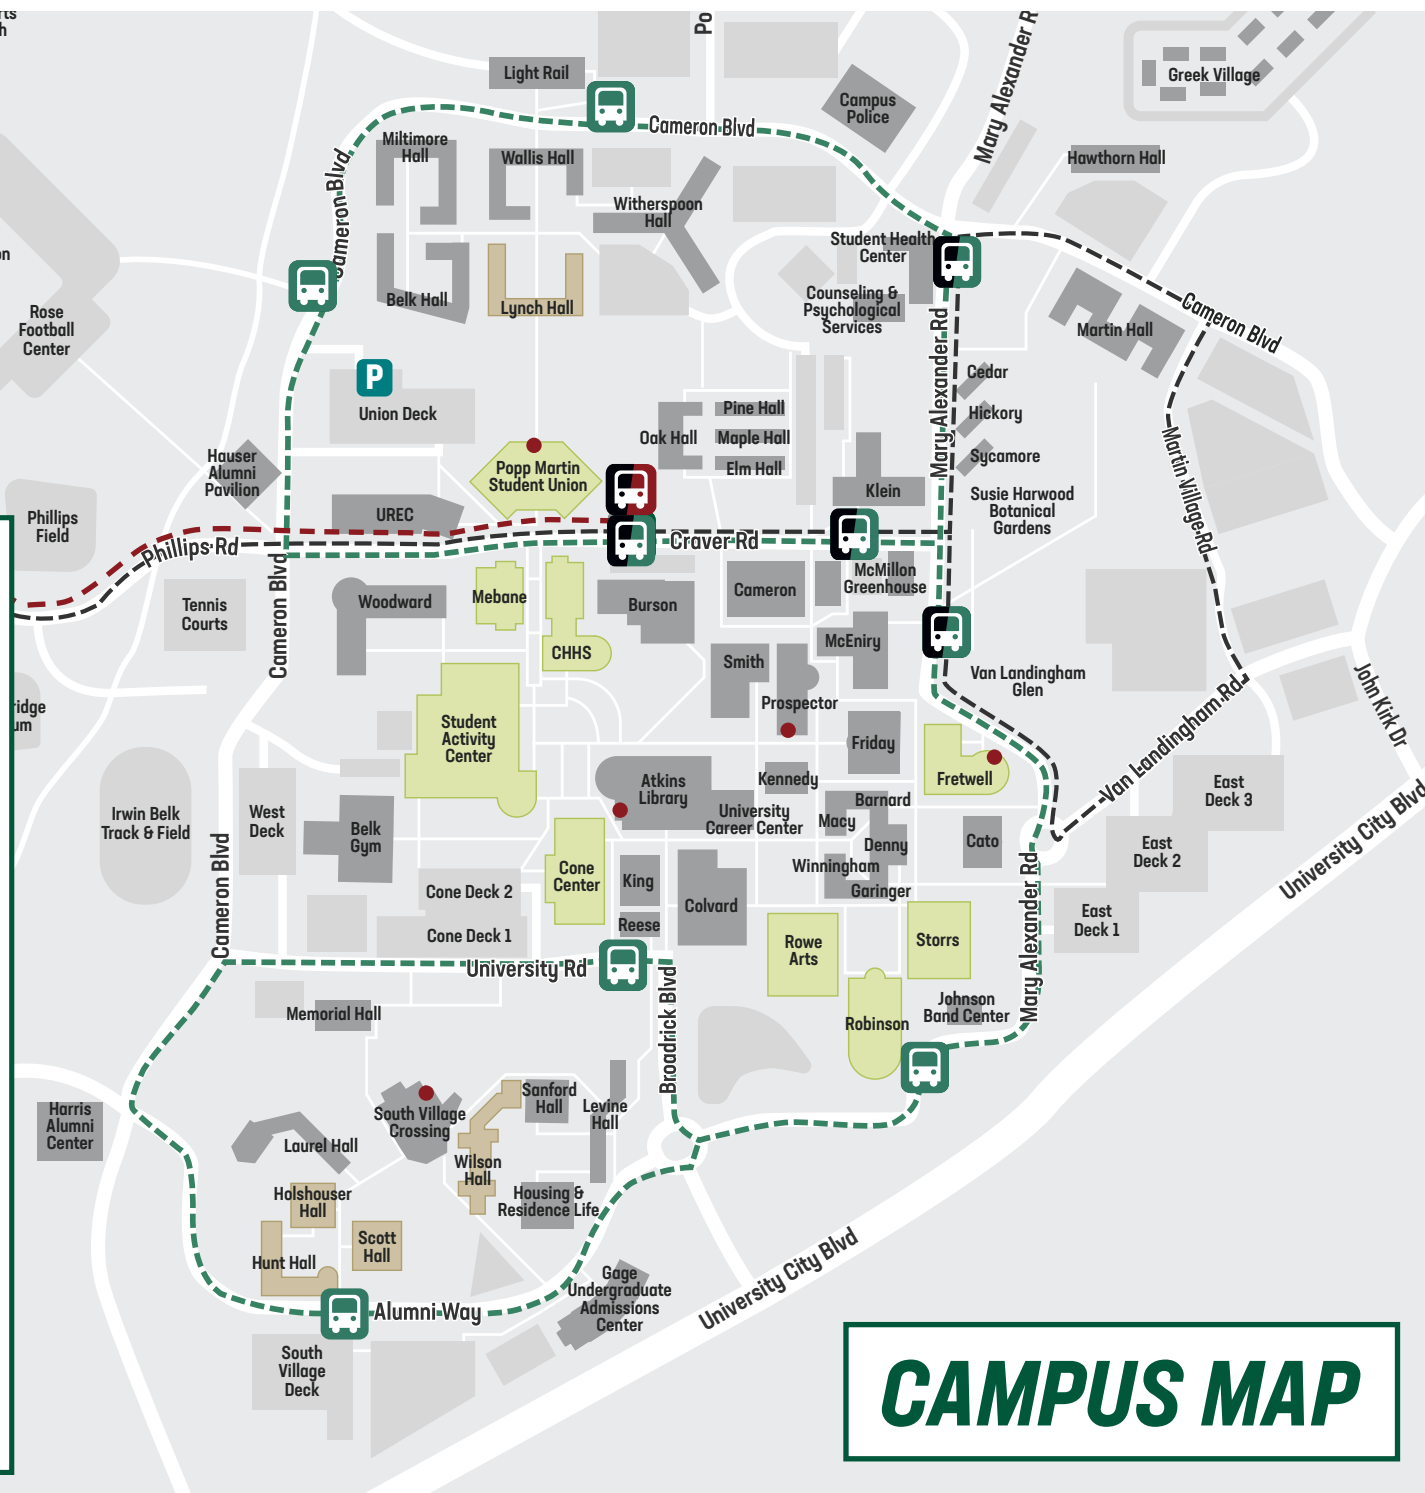 rts
h
Po
Mary Alexander R
Light Rail
Greek Village
Campus
Police
Cameron Blvd
Miltimore
Hall
Wallis Hall
Hawthorn Hall
Cameron Blvd
Witherspoon
Hall
on
Student Health
Center
Belk Hall
Lynch Hall
Counseling &
Psychological
Services
Rose
Football
Center
Martin Hall
Cameron Blvd
Mary Alexander Rd
Cedar
P
Union Deck
Pine Hall
Oak Hall
Maple Hall
Elm Hall
Hickory
Sycamore
Martin Village Rd
Hauser
Alumni
Pavilion
Popp Martin
Student Union
Klein
Susie Harwood
Botanical
Gardens
UREC
Phillips
Field
Phillips Rd
Craver Rd
Cameron Blvd
McMillon
Greenhouse
Tennis
Courts
Woodward
Mebane
Burson
Cameron
CHHS
McEniry
Smith
Van Landingham
Glen
Prospector
ridge
um
Student
Activity
Center
Friday
Van Landingham Rd
John Kirk Dr
Fretwell
Kennedy
Atkins
Library
East
Deck 3
Irwin Belk
Track & Field
West
Deck
Belk
Gym
University
Career Center
Barnard
Macy
Denny
Cato
East
Deck 2
University City Blvd
Cameron Blvd
Winningham
Garinger
Cone
Center
King
Cone Deck 2
Colvard
Mary Alexander Rd
East
Deck 1
Reese
Cone Deck 1
Rowe
Arts
Storrs
University Rd
Broadrick Blvd
Memorial Hall
Robinson
Johnson
Band Center
Harris
Alumni
Center
South Village
Crossing
Sanford
Hall
Levine
Hall
Laurel Hall
Wilson
Hall
Holshouser
Hall
Housing &
Residence Life
Scott
Hall
Hunt Hall
University City Blvd
Gage
Undergraduate
Admissions
Center
Alumni Way
South
Village
Deck
CAMPUS MAP